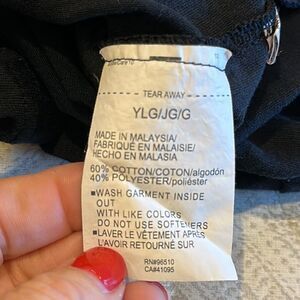 TEAR AWAY
YLG/JG/G
MADE IN MALAYSIA/
FABRIQUÉ EN MALAISIE/
HECHO EN MALASIA
60% COTTON/COTON/algodón
40% POLYESTER/poliéster
■WASH GARMENT INSIDE
OUT
WITH LIKE COLORS
DO NOT USE SOFTENERS
■LAVER LE VÊTEMENT APRÈS
L'AVOIR RETOURNÉ SUR
RN#96510
CA#41095